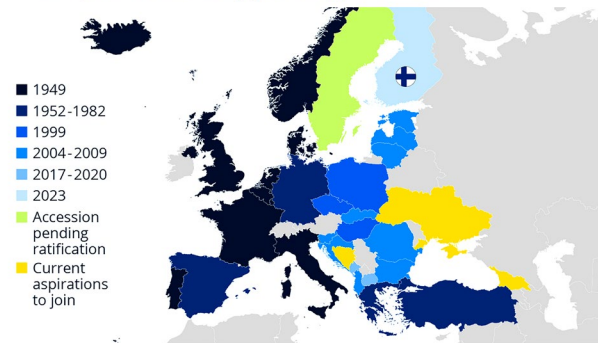 1949
1952-1982
1999
2004-2009
2017-2020
2023
Accession
pending
ratification
Current
aspirations
to join